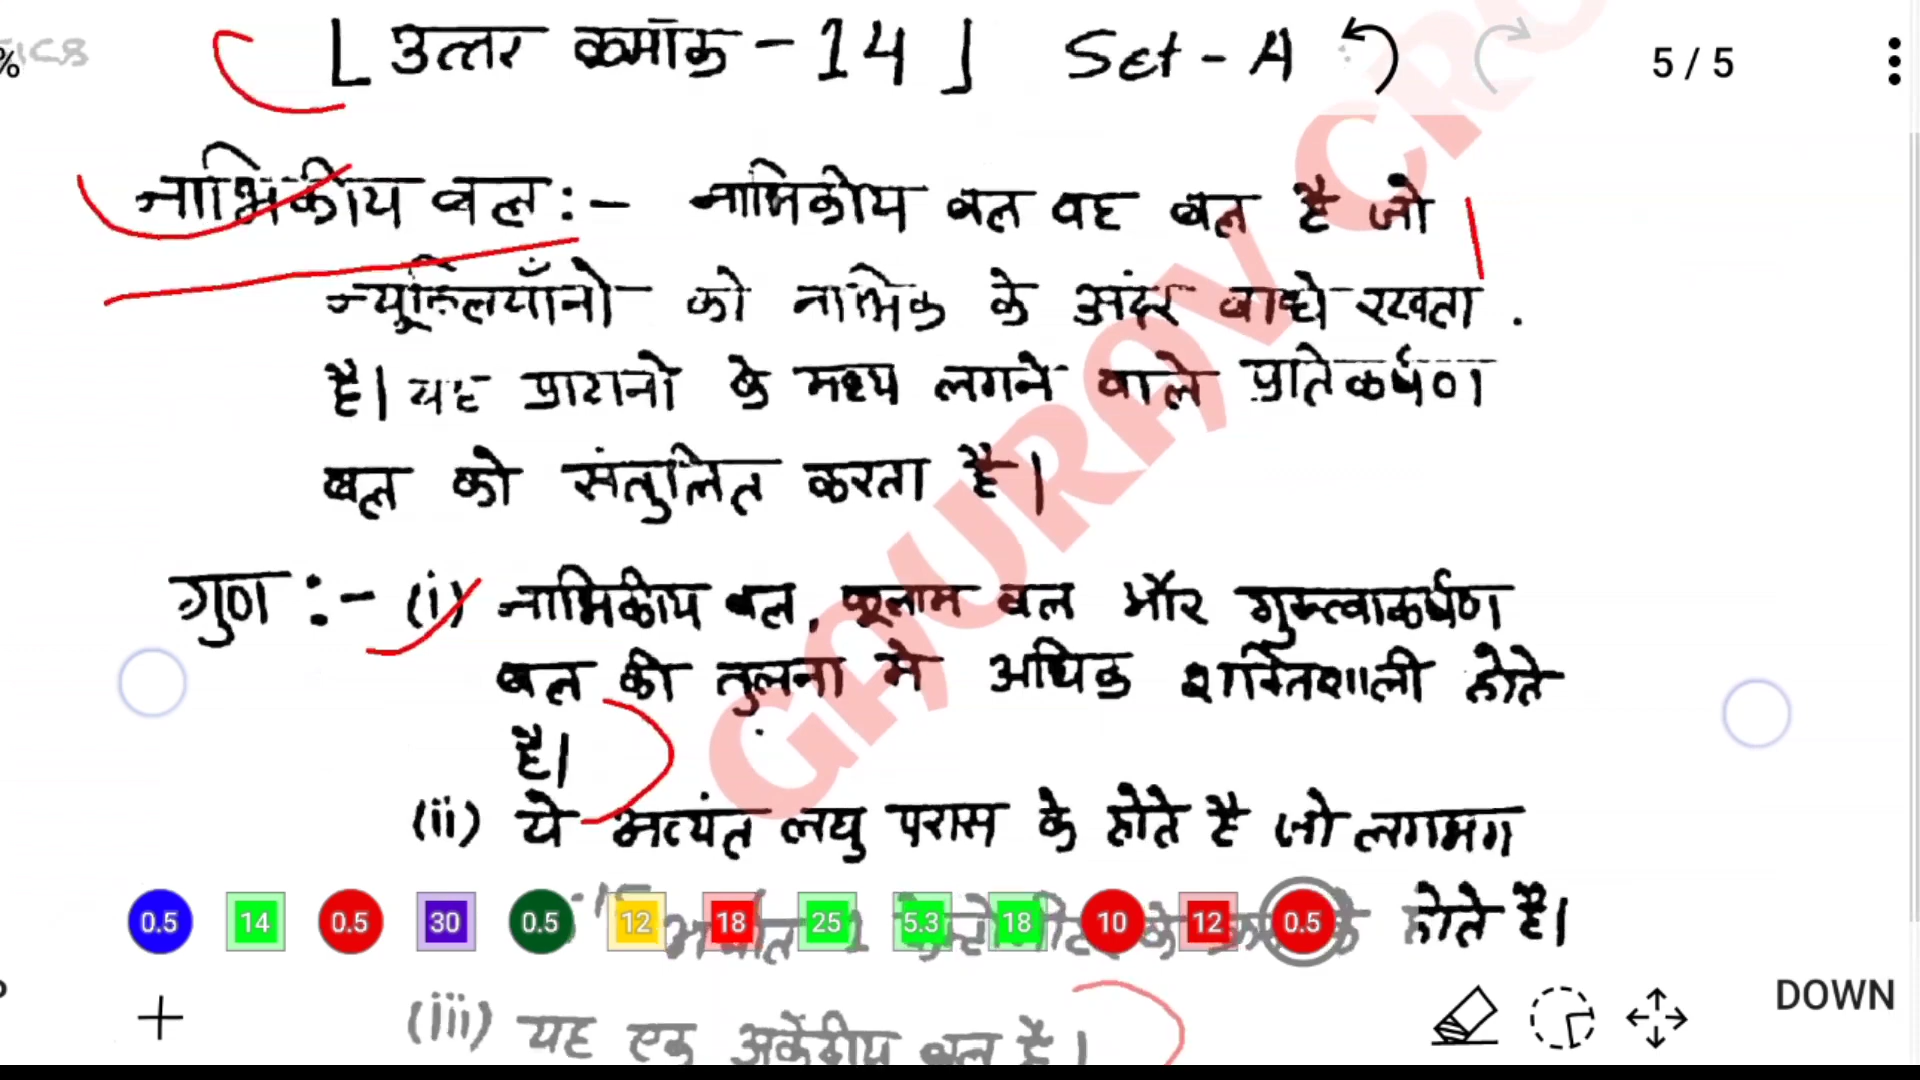 [ उत्तर क्रमाँक - 14 ] Set - A 5 / 5
नाभिकीय बल :- नाभिकीय बल वह बल है जो
न्यूक्लियाँनो को नाभिक के अंदर बाधे रखता .
है। यह प्राटानो के मध्य लगने वाले प्रतिकर्षण
बल को संतुलित करता है।
गुण :- (i) नाभिकीय बल, कूलाम बल और गुरूत्वाकर्षण
बल की तुलना मे अधिक शक्तिशाली होते
है।
(ii) ये अत्यंत लघु परास के होते है जो लगभग
होते है।
0.5 14 0.5 30 0.5 12 18 25 5.3 18 10 12 0.5
(iii) यह एक अकेंद्रीय बल है।
DOWN
GAURAV